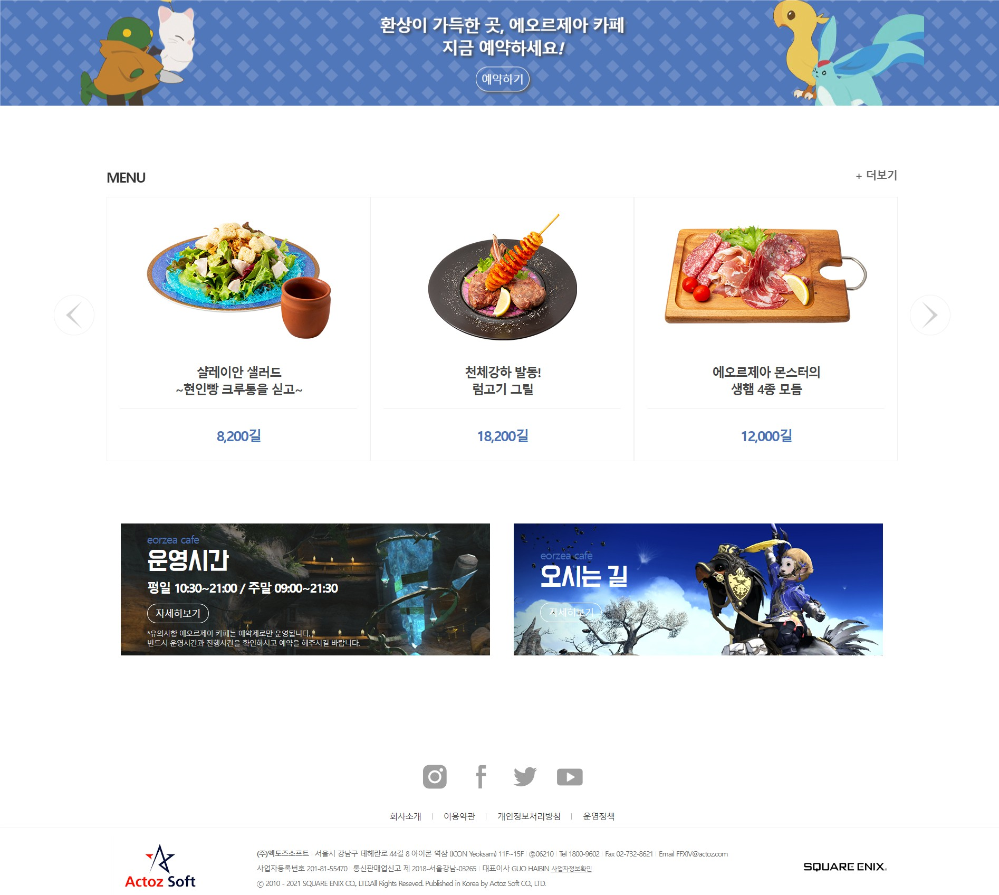 환상이 가득한 곳, 에오르제아 카페
지금 예약하세요!
예약하기
MENU
+ 더보기
샬레이안 샐러드
~현인빵 크루통을 싣고~
8,200길
천체강하 발동!
럼고기 그릴
18,200길
에오르제아 몬스터의
생햄 4종 모듬
12,000길
eorzea cafe
운영시간
평일 10:30~21:00 / 주말 09:00~21:30
자세히보기
*유의사항 에오르제아 카페는 예약제로만 운영됩니다. ,
반드시 운영시간과 진행시간을 확인하시고 예약을 해주시길 바랍니다.
eorzea cafe
오시는 길
자세히보기
회사소개 | 이용약관 | 개인정보처리방침 | 운영정책
Actoz Soft
(주)액토즈소프트 | 서울시 강남구 테헤란로 44길 8 아이콘 역삼 (ICON Yeoksam) 11F~15F | ㉾06210 | Tel 1800-9602 | Fax 02-732-8621 | Email FFXIV@actoz.com
사업자등록번호 201-81-55470 | 통신판매업신고 제 2018-서울강남-03265 | 대표이사 GUO HAIBIN 사업자정보확인
ⓒ 2010 - 2021 SQUARE ENIX CO., LTD.All Rights Reseved. Published in Korea by Actoz Soft CO., LTD.
SQUARE ENIX.